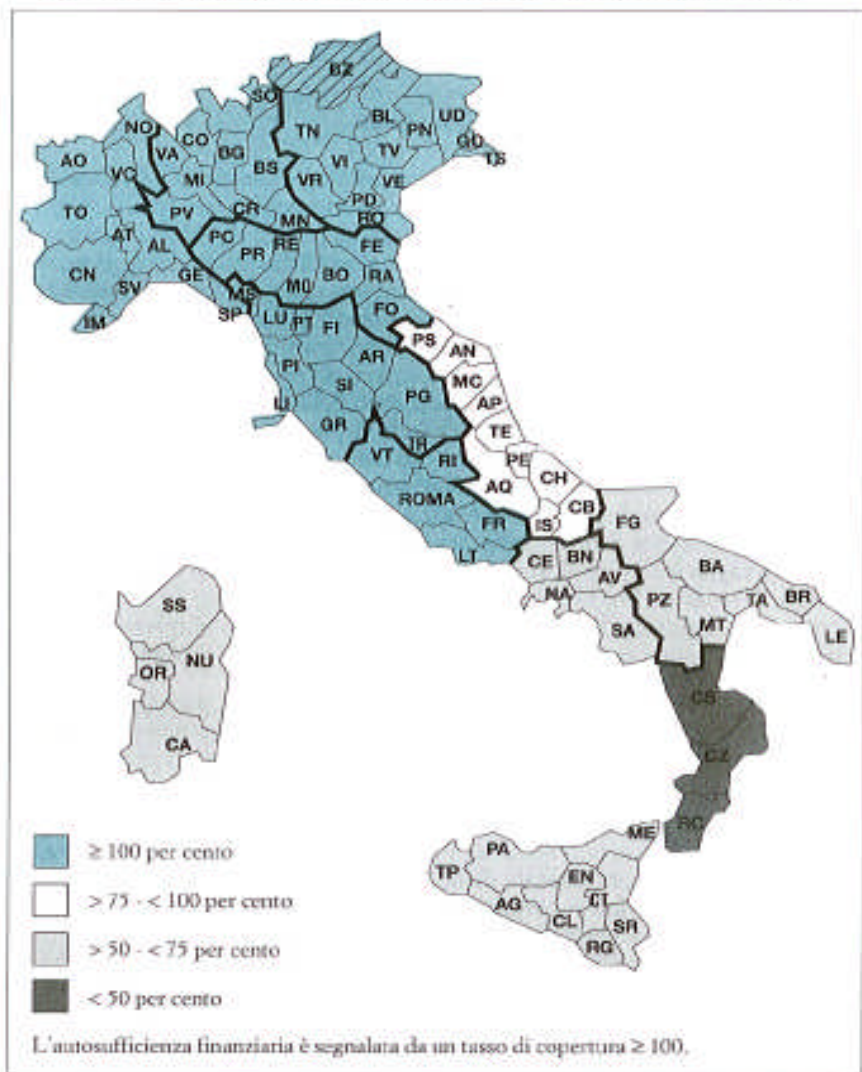 BZ
SO
TN
BL
PN
UD
GO
TS
NO
VA
CO
BG
BS
VI
TV
AO
VC
MI
VR
VE
PD
TO
PV
CR
MN
RO
AT
AL
PC
PR
RE
FE
CN
GE
MO
BO
RA
SV
MS
FO
IM
SP
LU
PT
FI
PS
AN
PI
AR
MC
LI
SI
PG
AP
GR
TR
TE
VT
RI
PE
CH
AQ
ROMA
CB
IS
FG
FR
LT
CE
BN
BA
NA
AV
PZ
TA
BR
SS
SA
MT
LE
OR
NU
CS
CA
CZ
RC
ME
PA
TP
EN
AG
CT
CL
SR
RG
≥ 100 per cento
> 75 - < 100 per cento
> 50 - < 75 per cento
< 50 per cento
L'autosufficienza finanziaria è segnalata da un tasso di copertura ≥ 100.